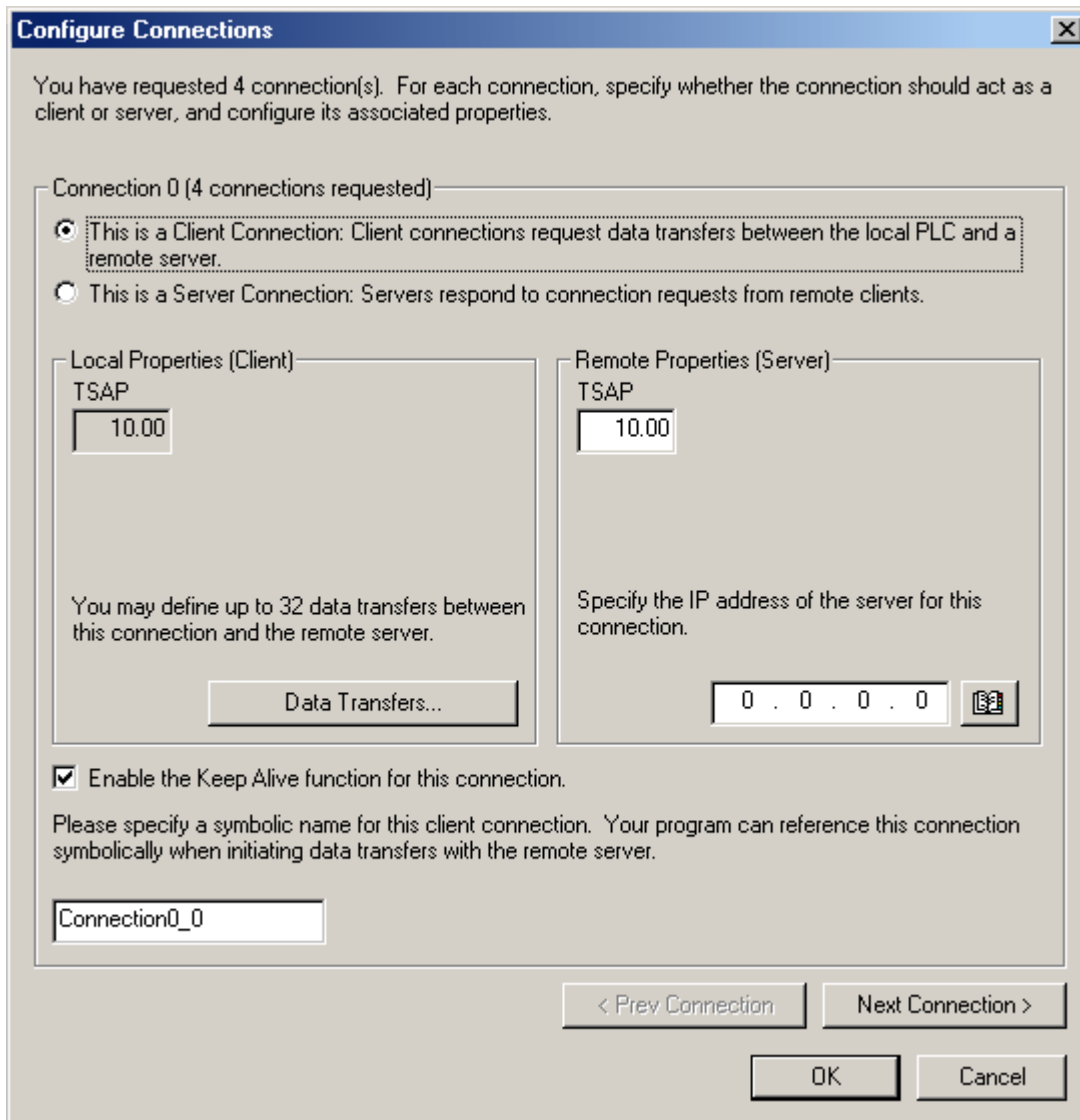 Configure Connections
You have requested 4 connection(s). For each connection, specify whether the connection should act as a
client or server, and configure its associated properties.
Connection 0 (4 connections requested)
This is a Client Connection: Client connections request data transfers between the local PLC and a
remote server.
This is a Server Connection: Servers respond to connection requests from remote clients.
Local Properties (Client)
TSAP
10.00
You may define up to 32 data transfers between
this connection and the remote server.
Data Transfers...
Remote Properties (Server)
TSAP
10.00
Specify the IP address of the server for this
connection.
0 . 0 . 0 . 0
Enable the Keep Alive function for this connection.
Please specify a symbolic name for this client connection. Your program can reference this connection
symbolically when initiating data transfers with the remote server.
Connection0_0
< Prev Connection
Next Connection >
OK
Cancel